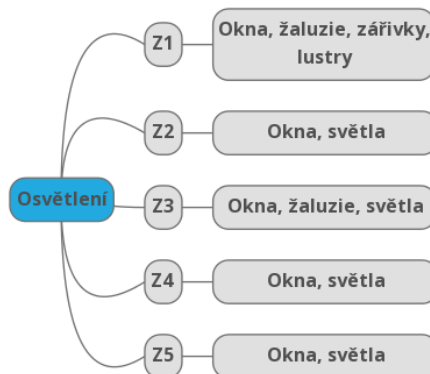 Osvětlení
Z1
Okna, žaluzie, zářivky,
lustry
Z2
Okna, světla
Z3
Okna, žaluzie, světla
Z4
Okna, světla
Z5
Okna, světla